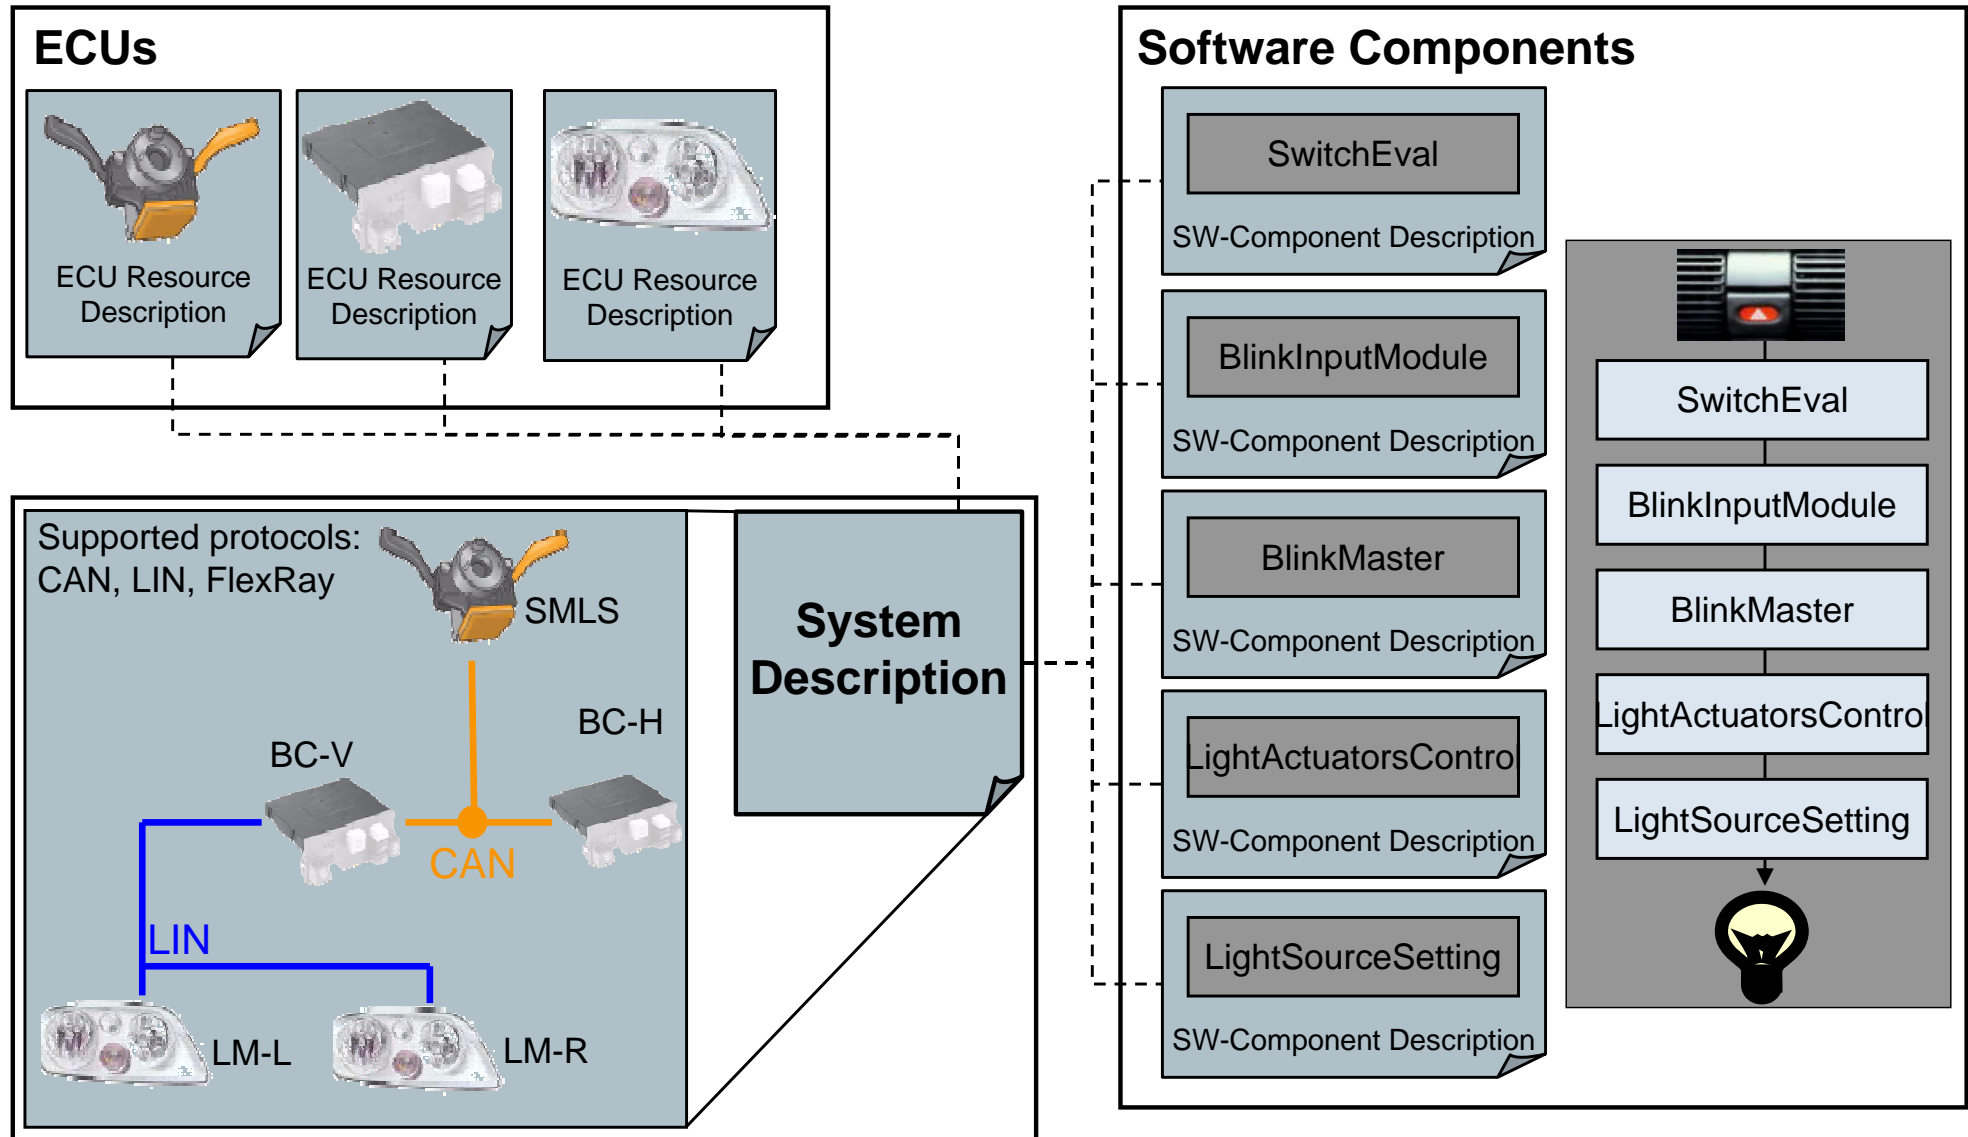 ECUs
ECU Resource
Description
ECU Resource
Description
ECU Resource
Description
Supported protocols:
CAN, LIN, FlexRay
SMLS
BC-H
BC-V
CAN
LIN
LM-L
LM-R
System
Description
Software Components
SwitchEval
SW-Component Description
BlinkInputModule
SW-Component Description
BlinkMaster
SW-Component Description
LightActuatorsControl
SW-Component Description
LightSourceSetting
SW-Component Description
SwitchEval
BlinkInputModule
BlinkMaster
LightActuatorsControl
LightSourceSetting